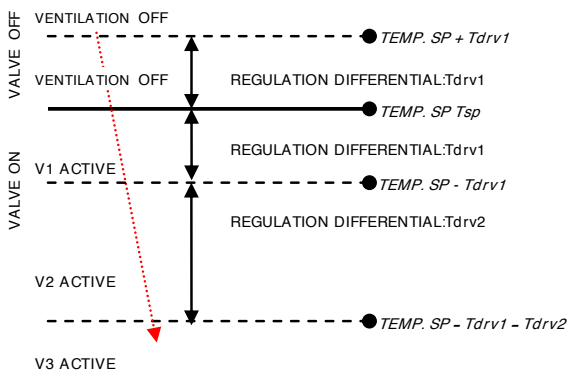 VALVE OFF
VENTILATION OFF
TEMP. SP + Tdrv1
VENTILATION OFF
REGULATION DIFFERENTIAL:Tdrv1
TEMP. SP Tsp
VALVE ON
REGULATION DIFFERENTIAL:Tdrv1
V1 ACTIVE
TEMP. SP - Tdrv1
REGULATION DIFFERENTIAL:Tdrv2
V2 ACTIVE
TEMP. SP – Tdrv1 – Tdrv2
V3 ACTIVE